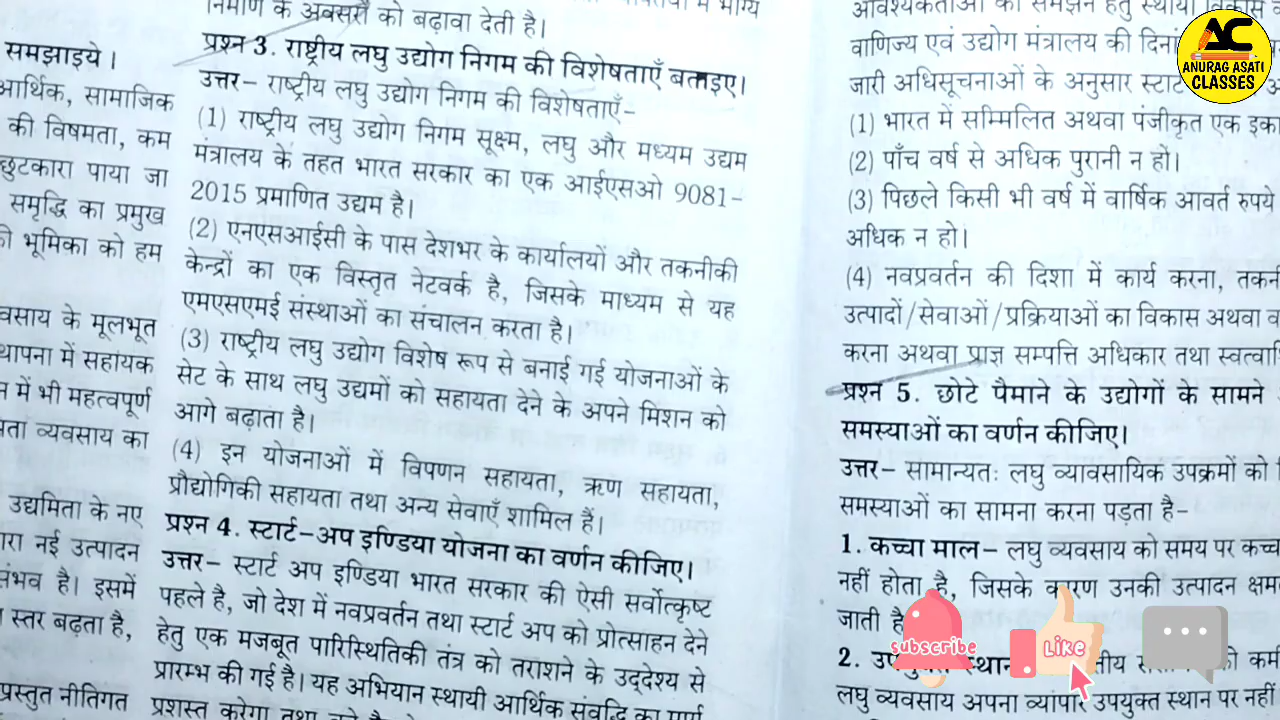 समझाइये।
आर्थिक, सामाजिक
की विषमता, कम
छुटकारा पाया जा
समृद्धि का प्रमुख
भूमिका को हम
के मूलभूत
में सहायक
में भी महत्वपूर्ण
व्यवसाय का
उद्यमिता के नए
नई उत्पादन
है। इसमें
स्तर बढ़ता है,
प्रस्तुत नीतिगत
निर्माण के अवसरों को बढ़ावा देती है।
प्रश्न 3. राष्ट्रीय लघु उद्योग निगम की विशेषताएँ बताइए।
उत्तर– राष्ट्रीय लघु उद्योग निगम की विशेषताएँ–
(1) राष्ट्रीय लघु उद्योग निगम सूक्ष्म, लघु और मध्यम उद्यम
मंत्रालय के तहत भारत सरकार का एक आईएसओ 9081–
2015 प्रमाणित उद्यम है।
(2) एनएसआईसी के पास देशभर के कार्यालयों और तकनीकी
केन्द्रों का एक विस्तृत नेटवर्क है, जिसके माध्यम से यह
एमएसएमई संस्थाओं का संचालन करता है।
(3) राष्ट्रीय लघु उद्योग विशेष रूप से बनाई गई योजनाओं के
सेट के साथ लघु उद्यमों को सहायता देने के अपने मिशन को
आगे बढ़ाता है।
(4) इन योजनाओं में विपणन सहायता, ऋण सहायता,
प्रौद्योगिकी सहायता तथा अन्य सेवाएँ शामिल हैं।
प्रश्न 4. स्टार्ट–अप इण्डिया योजना का वर्णन कीजिए।
उत्तर– स्टार्ट अप इण्डिया भारत सरकार की ऐसी सर्वोत्कृष्ट
पहले है, जो देश में नवप्रवर्तन तथा स्टार्ट अप को प्रोत्साहन देने
हेतु एक मजबूत पारिस्थितिकी तंत्र को तराशने के उद्देश्य से
प्रारम्भ की गई है। यह अभियान स्थायी आर्थिक संवृद्धि का मार्ग
प्रशस्त करेगा तथा
आवश्यकताओं को समझने हेतु स्थायी विकास
वाणिज्य एवं उद्योग मंत्रालय की
जारी अधिसूचनाओं के अनुसार स्टार्ट
(1) भारत में सम्मिलित अथवा पंजीकृत एक
(2) पाँच वर्ष से अधिक पुरानी न हो।
(3) पिछले किसी भी वर्ष में वार्षिक आवर्त रुपये
अधिक न हो।
(4) नवप्रवर्तन की दिशा में कार्य करना,
उत्पादों/सेवाओं/प्रक्रियाओं का विकास अथवा
करना अथवा प्राज्ञ सम्पत्ति अधिकार तथा
प्रश्न 5. छोटे पैमाने के उद्योगों के सामने
समस्याओं का वर्णन कीजिए।
उत्तर– सामान्यतः लघु व्यावसायिक उपक्रमों को
समस्याओं का सामना करना पड़ता है–
1. कच्चा माल– लघु व्यवसाय को समय पर
नहीं होता है, जिसके कारण उनकी उत्पादन
जाती है
2.
लघु व्यवसाय अपना व्यापार उपयुक्त स्थान पर नहीं
AC
ANURAG ASATI
CLASSES
subscribe
Like